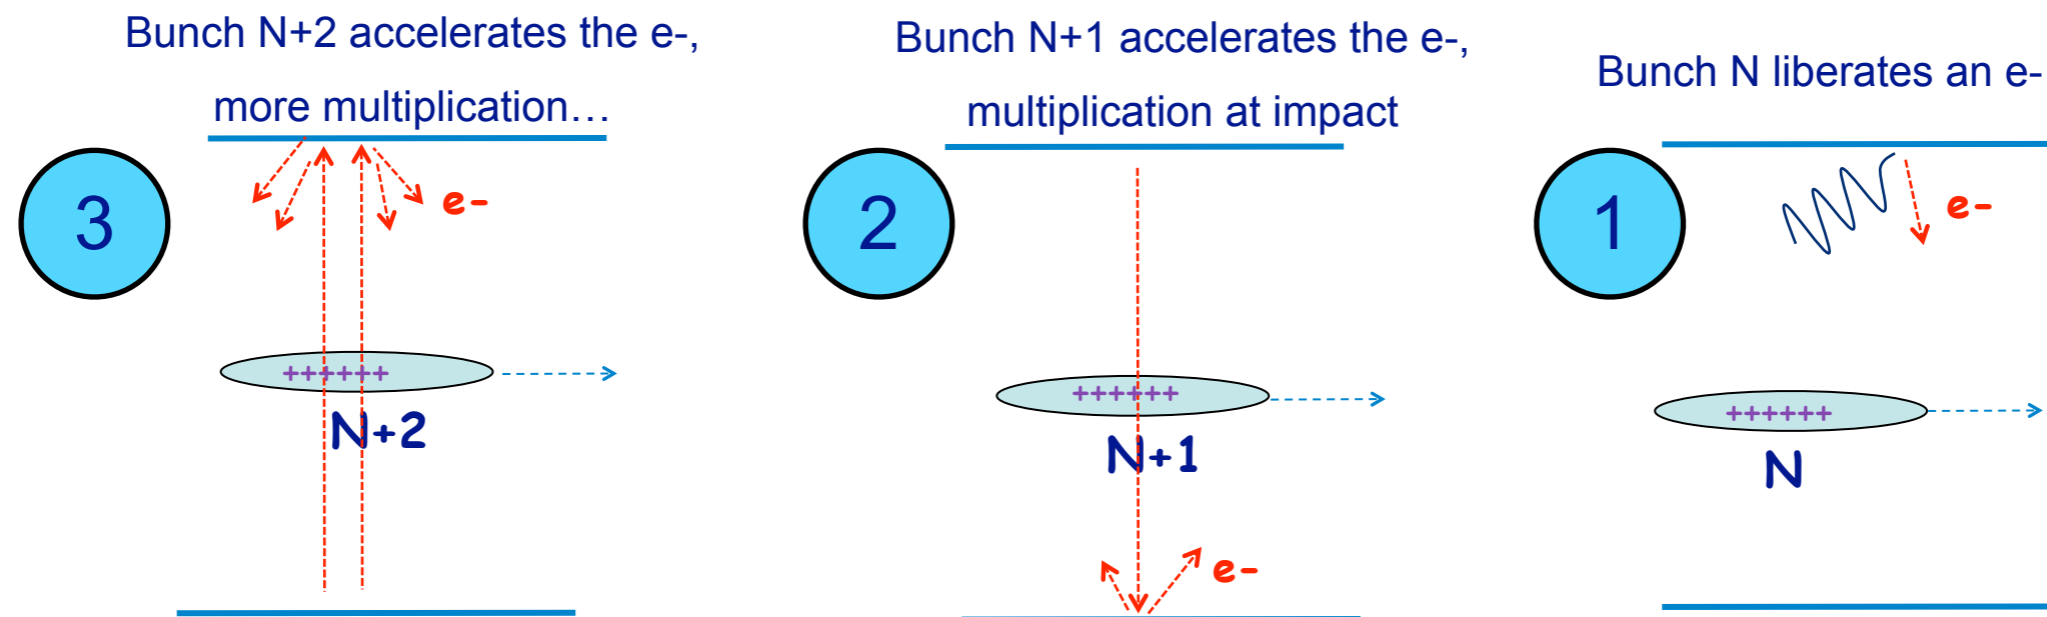 Bunch N+2 accelerates the e-,
more multiplication…
3
e-
++++++
N+2
Bunch N+1 accelerates the e-,
multiplication at impact
2
++++++
N+1
e-
Bunch N liberates an e-
1
e-
++++++
N